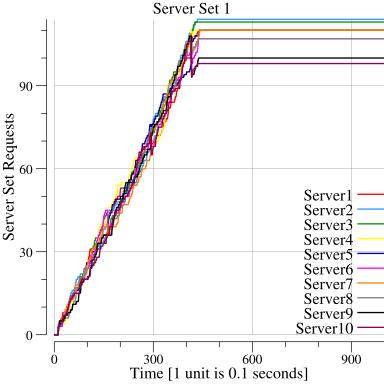 Server Set 1
Server Set Requests
90
60
30
0
Server1
Server2
Server3
Server4
Server5
Server6
Server7
Server8
Server9
Server10
0 300 600 900
Time [1 unit is 0.1 seconds]